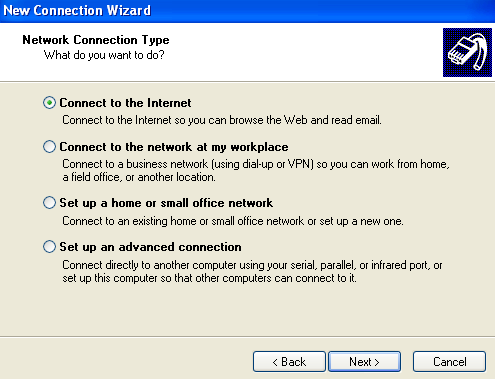 New Connection Wizard
Network Connection Type
What do you want to do?
Connect to the Internet
Connect to the Internet so you can browse the Web and read email.
Connect to the network at my workplace
Connect to a business network (using dial-up or VPN) so you can work from home,
a field office, or another location.
Set up a home or small office network
Connect to an existing home or small office network or set up a new one.
Set up an advanced connection
Connect directly to another computer using your serial, parallel, or infrared port, or
set up this computer so that other computers can connect to it.
< Back
Next >
Cancel